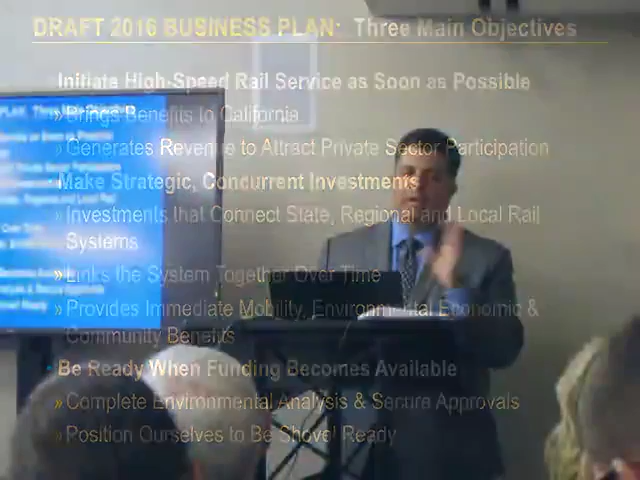 DRAFT 2016 BUSINESS PLAN: Three Main Objectives
Initiate High-Speed Rail Service as Soon as Possible
» Brings Benefits to California
» Generates Revenue to Attract Private Sector Participation
Make Strategic, Concurrent Investments
» Investments that Connect State, Regional and Local Rail
Systems
» Links the System Together Over Time
» Provides Immediate Mobility, Environmental, Economic &
Community Benefits
Be Ready When Funding Becomes Available
» Complete Environmental Analysis & Secure Approvals
» Position Ourselves to Be Shovel Ready